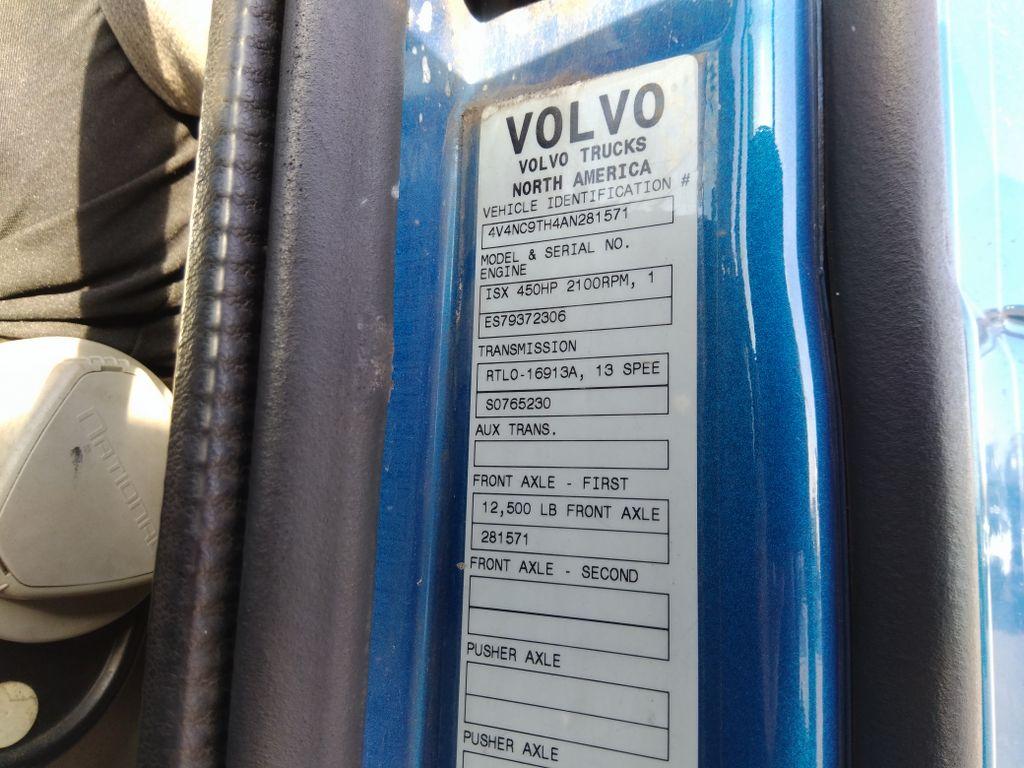 VOLVO
VOLVO TRUCKS
NORTH AMERICA
VEHICLE IDENTIFICATION #
4V4NC9TH4AN281571
MODEL & SERIAL NO.
ENGINE
ISX 450HP 2100RPM, 1
ES79372306
TRANSMISSION
RTLO-16913A, 13 SPEE
S0765230
AUX TRANS.
FRONT AXLE - FIRST
12,500 LB FRONT AXLE
281571
FRONT AXLE - SECOND
PUSHER AXLE
PUSHER AXLE
NATIONAL